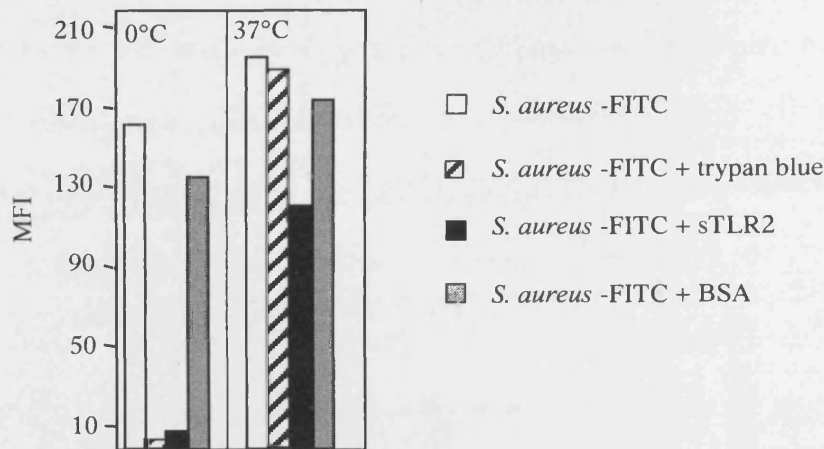 210
0°C
37°C
170
130
90
50
10
MFI
S. aureus -FITC
S. aureus -FITC + trypan blue
S. aureus -FITC + sTLR2
S. aureus -FITC + BSA